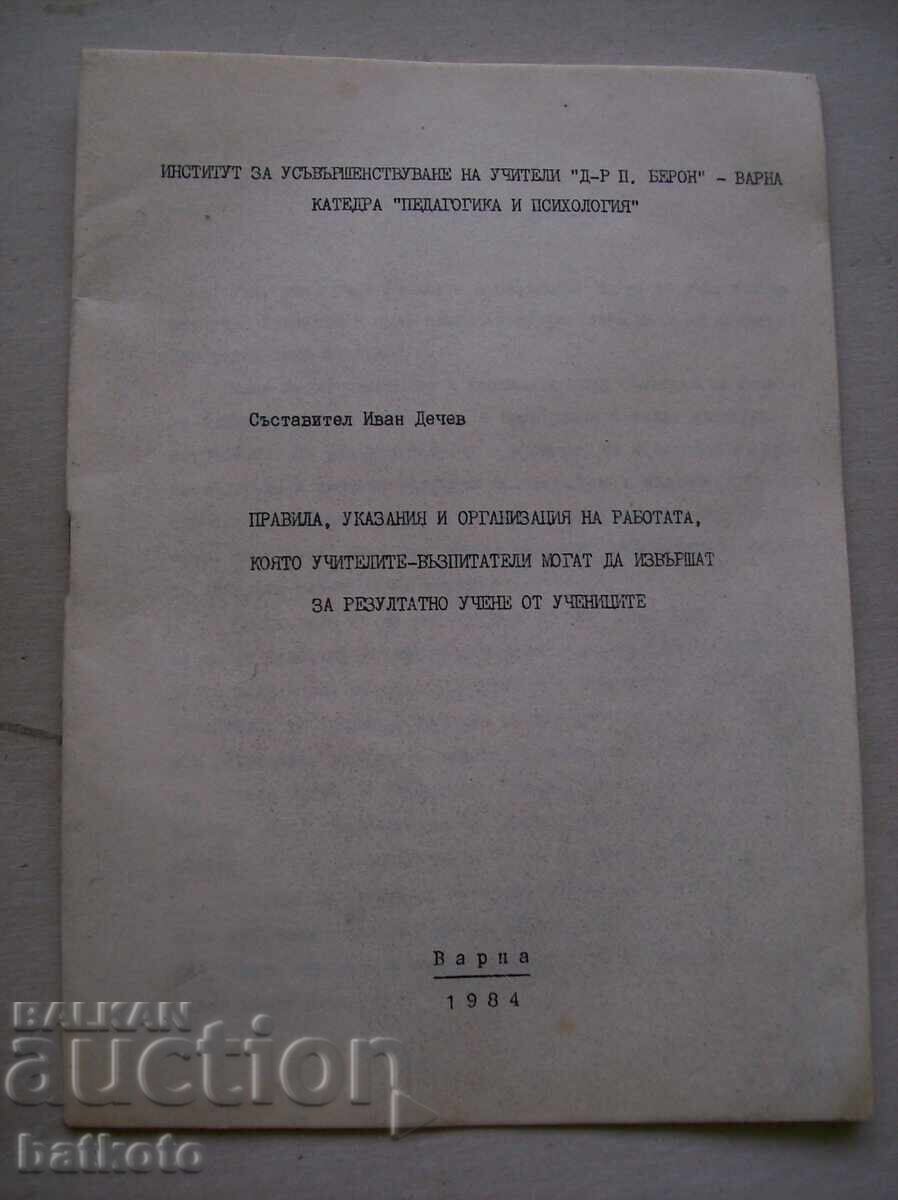 ИНСТИТУТ ЗА УСЪВЪРШЕНСТВУВАНЕ НА УЧИТЕЛИ "Д-Р П. БЕРОН" - ВАРНА
КАТЕДРА "ПЕДАГОГИКА И ПСИХОЛОГИЯ"
Съставител Иван Дечев
ПРАВИЛА, УКАЗАНИЯ И ОРГАНИЗАЦИЯ НА РАБОТАТА,
КОЯТО УЧИТЕЛИТЕ-ВЪЗПИТАТЕЛИ МОГАТ ДА ИЗВЪРШАТ
ЗА РЕЗУЛТАТНО УЧЕНЕ ОТ УЧЕНИЦИТЕ
Варна
1984
BALKAN
auction
batkoto